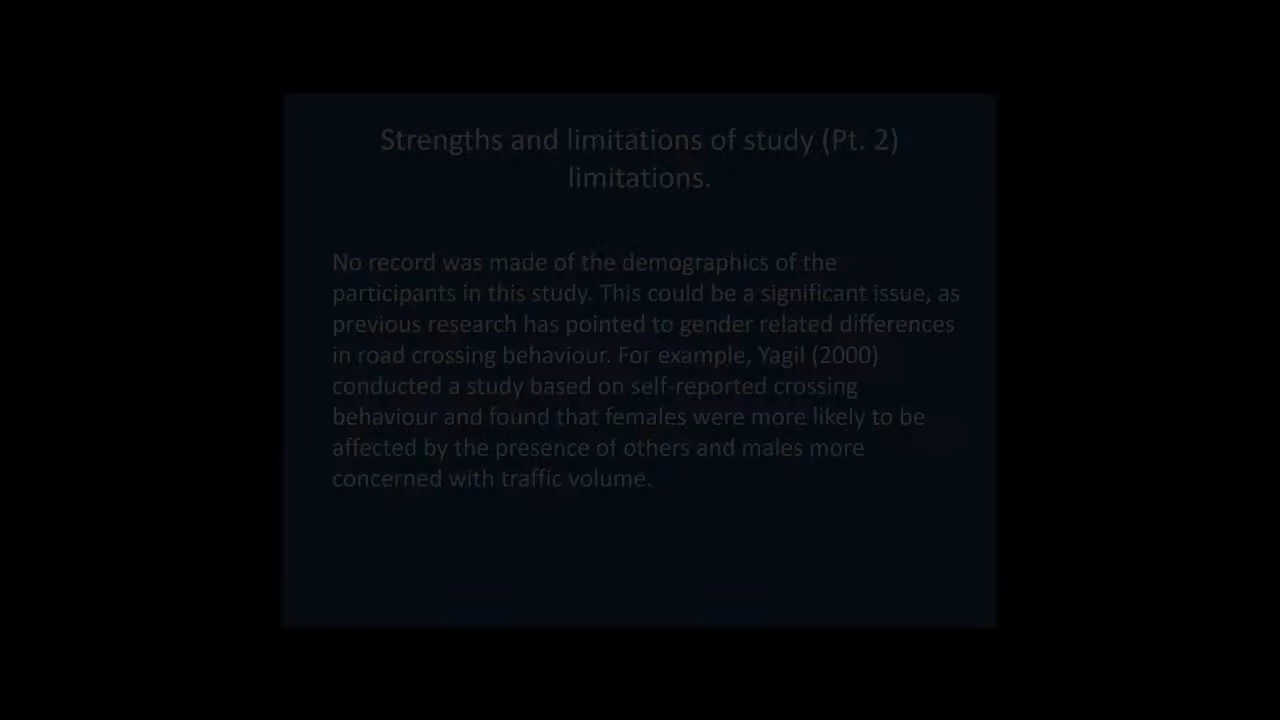 Strengths and limitations of study (Pt. 2)
limitations.
No record was made of the demographics of the
participants in this study. This could be a significant issue, as
previous research has pointed to gender related differences
in road crossing behaviour. For example, Yagil (2000)
conducted a study based on self-reported crossing
behaviour and found that females were more likely to be
affected by the presence of others and males more
concerned with traffic volume.